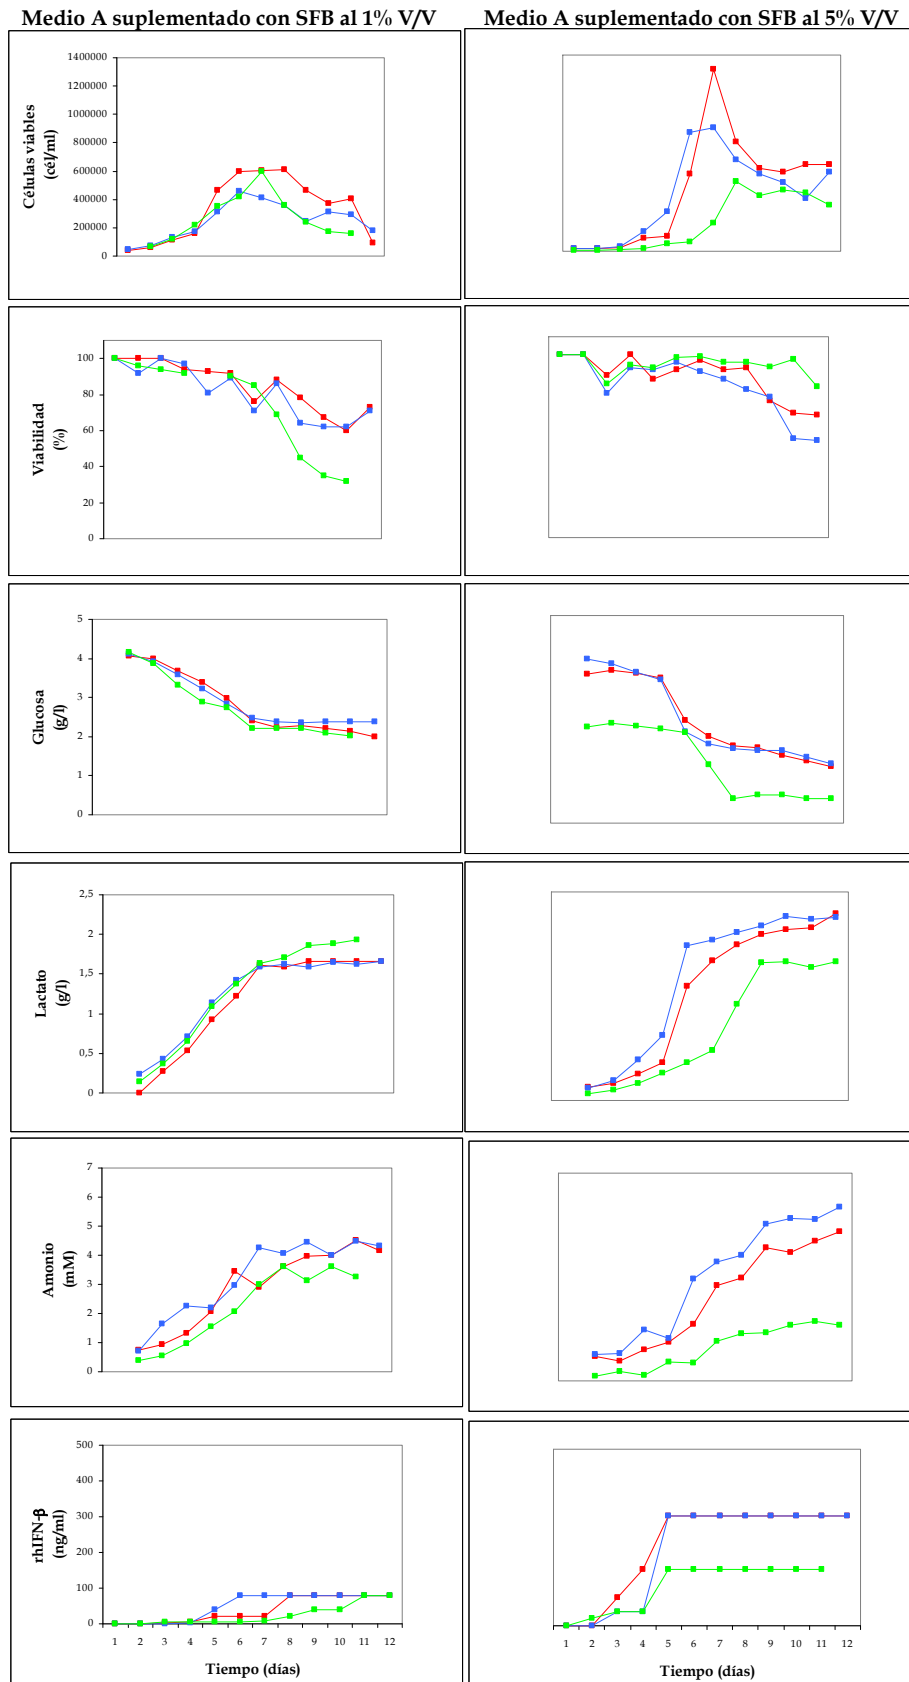 Medio A suplementado con SFB al 1% V/V
Medio A suplementado con SFB al 5% V/V
Células viables
(cél/ml)
1400000
1200000
1000000
800000
600000
400000
200000
0
Viabilidad
(%)
100
80
60
40
20
0
Glucosa
(g/l)
5
4
3
2
1
0
Lactato
(g/l)
2,5
2
1,5
1
0,5
0
Amonio
(mM)
7
6
5
4
3
2
1
0
rhIFN-β
(ng/ml)
500
400
300
200
100
0
1 2 3 4 5 6 7 8 9 10 11 12
Tiempo (días)
1 2 3 4 5 6 7 8 9 10 11 12
Tiempo (días)